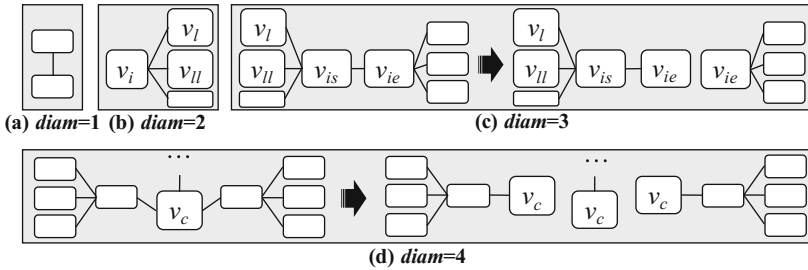 v_l v_l v_l
v_i v_ll v_ll v_is v_ie v_ll v_is v_ie v_ie
(a) diam=1 (b) diam=2 (c) diam=3
... ...
v_c v_c v_c v_c
(d) diam=4